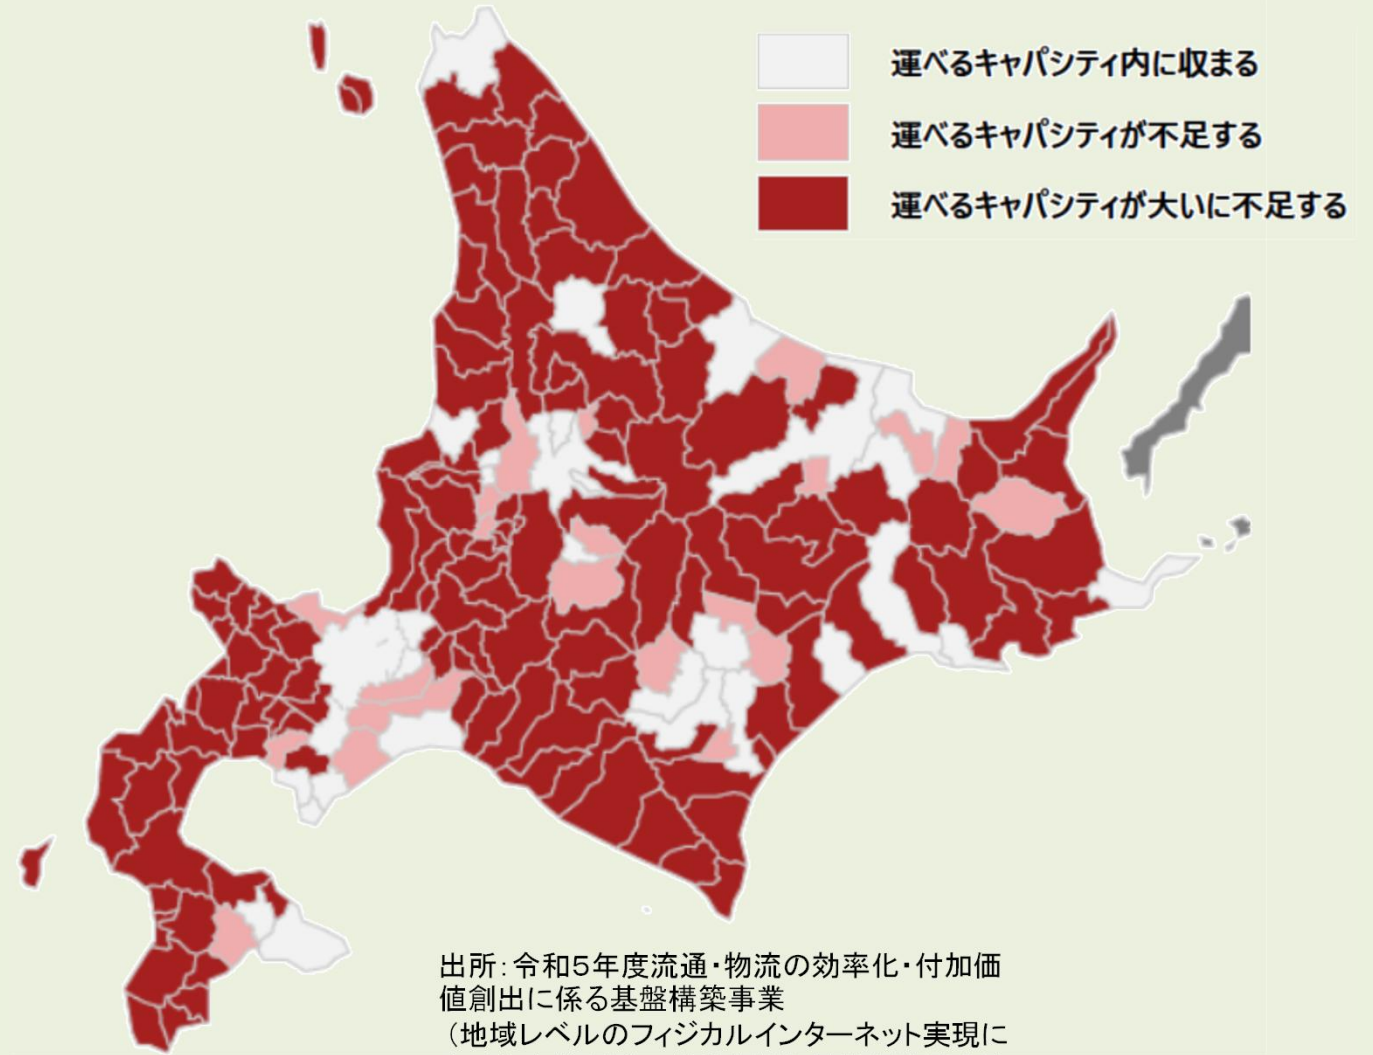 運べるキャパシティ内に収まる
運べるキャパシティが不足する
運べるキャパシティが大いに不足する
出所:令和5年度流通・物流の効率化・付加価
値創出に係る基盤構築事業
(地域レベルのフィジカルインターネット実現に